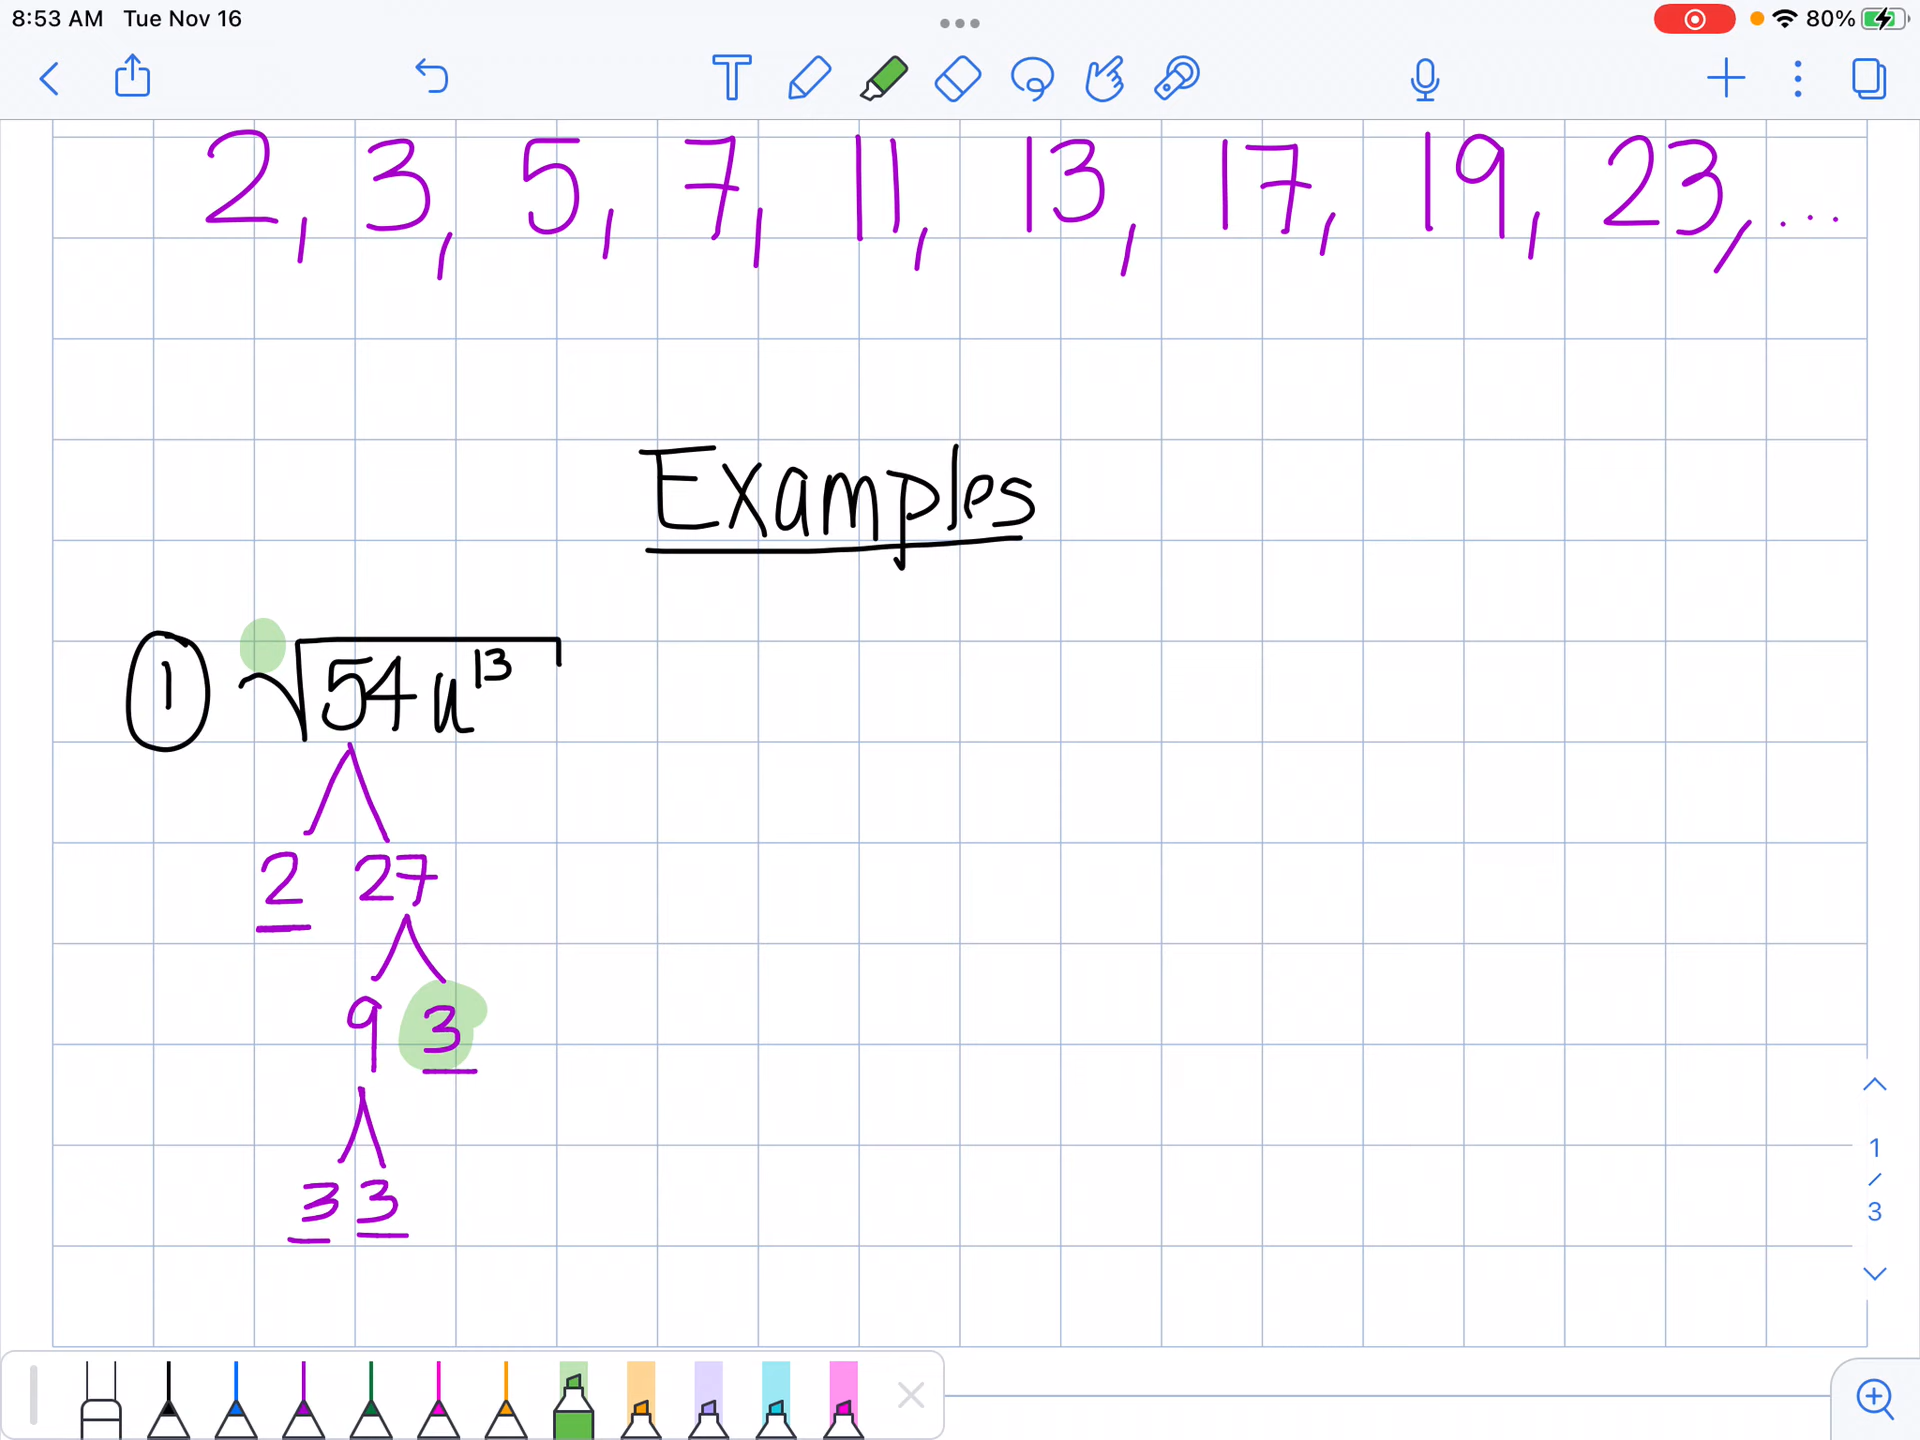 8:53 AM Tue Nov 16 80%
T
2, 3, 5, 7, 11, 13, 17, 19, 23, ...
Examples
1 √54u¹³
2 27
9 3
3 3
1
/
3